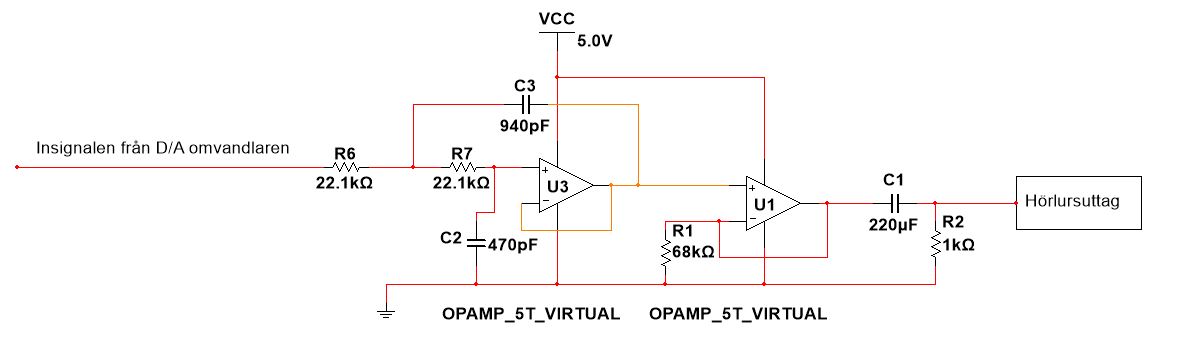 VCC
5.0V
C3
940pF
Insignalen från D/A omvandlaren
R6
22.1kΩ
R7
22.1kΩ
+
−
U3
C2
470pF
+
−
U1
R1
68kΩ
C1
220µF
R2
1kΩ
Hörlursuttag
OPAMP_5T_VIRTUAL
OPAMP_5T_VIRTUAL